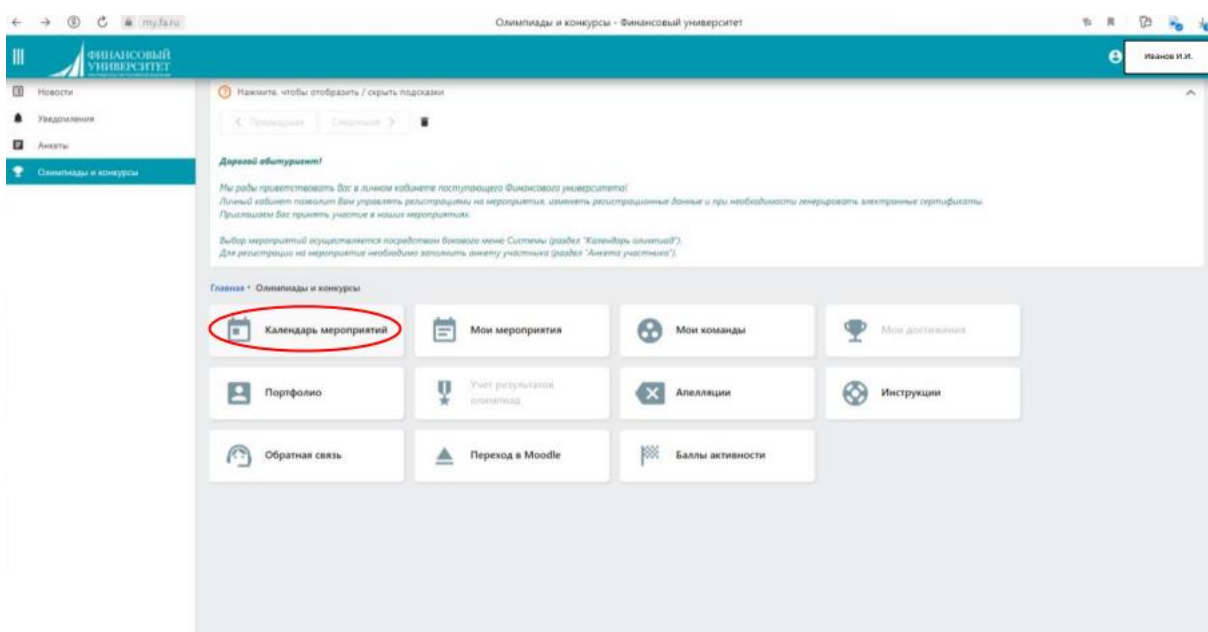 my.fa.ru
Олимпиады и конкурсы - Финансовый университет
ФИНАНСОВЫЙ
УНИВЕРСИТЕТ
Иванов И.И.
Новости
Уведомления
Анкеты
Олимпиады и конкурсы
Нажмите, чтобы отобразить / скрыть подсказки
Предыдущая
Следующая
Дорогой абитуриент!
Мы рады приветствовать Вас в личном кабинете поступающего Финансового университета!
Личный кабинет позволит Вам управлять регистрациями на мероприятия, изменять регистрационные данные и при необходимости генерировать электронные сертификаты.
Приглашаем Вас принять участие в наших мероприятиях.
Выбор мероприятий осуществляется посредством бокового меню Системы (раздел "Календарь олимпиад").
Для регистрации на мероприятие необходимо заполнить анкету участника (раздел "Анкета участника").
Главная • Олимпиады и конкурсы
Календарь мероприятий
Мои мероприятия
Мои команды
Мои достижения
Портфолио
Учет результатов
олимпиад
Апелляции
Инструкции
Обратная связь
Переход в Moodle
Баллы активности